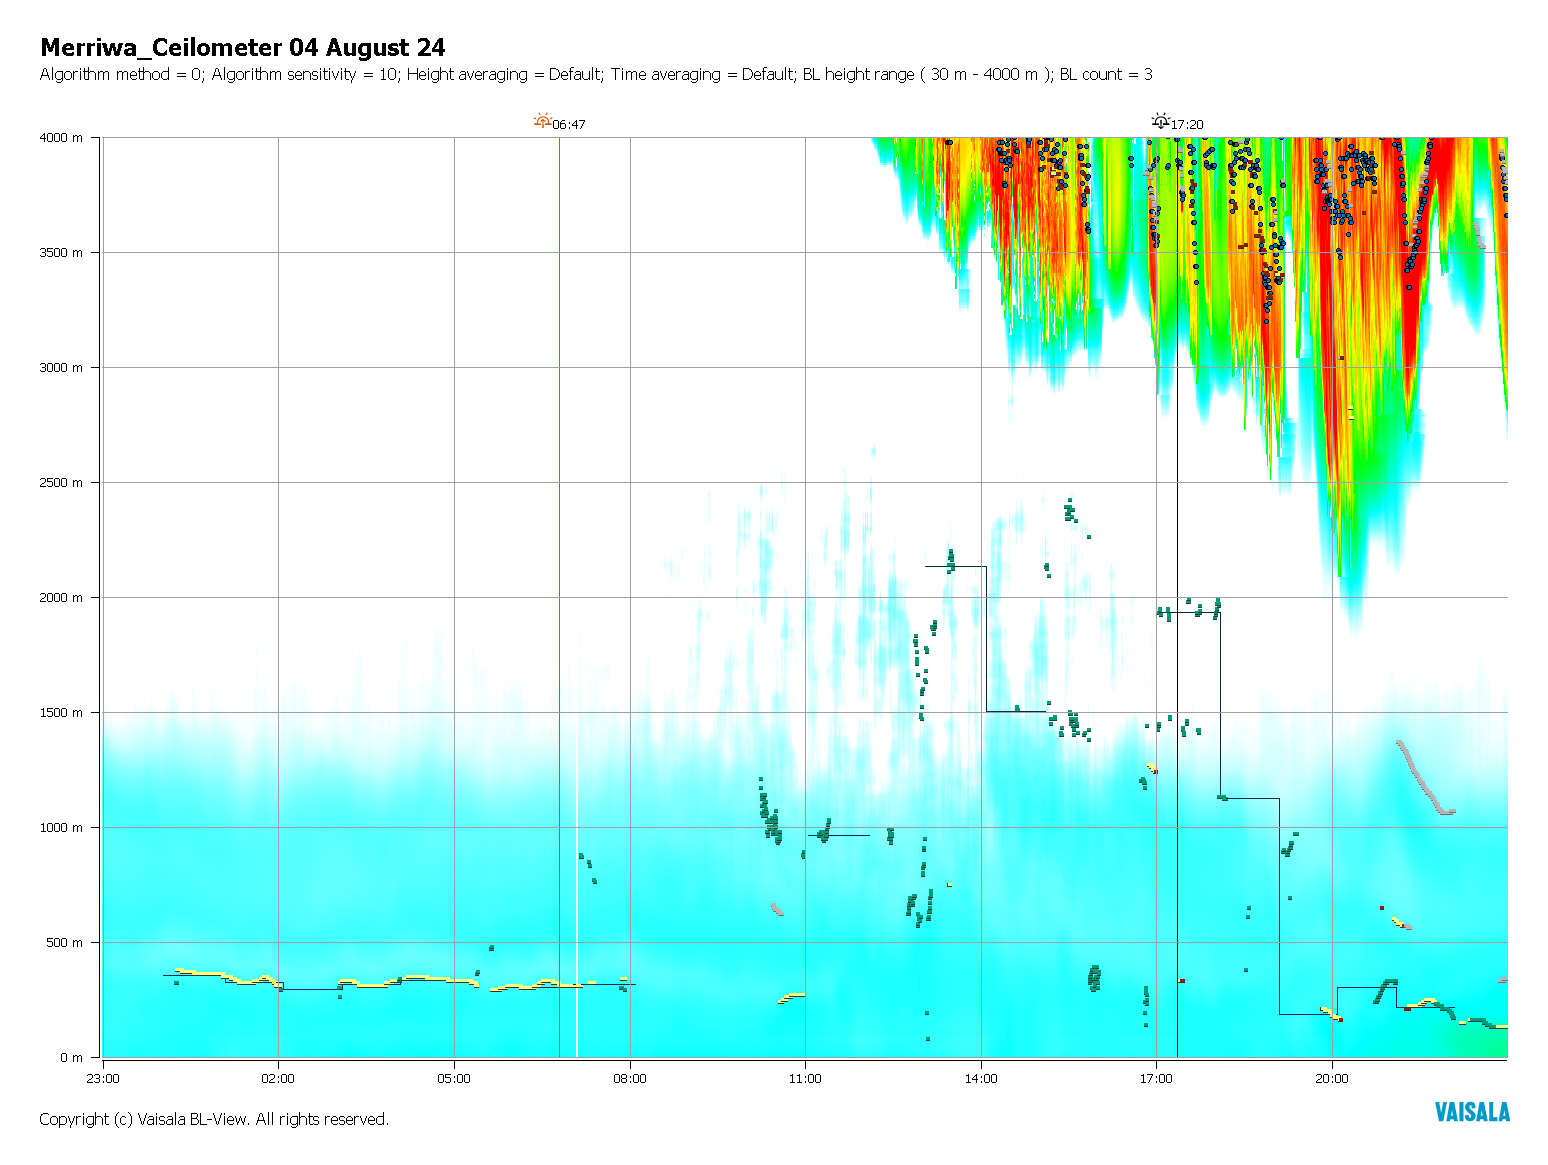 Merriwa_Ceilometer 04 August 24
Algorithm method = 0; Algorithm sensitivity = 10; Height averaging = Default; Time averaging = Default; BL height range ( 30 m - 4000 m ); BL count = 3
06:47
17:20
4000 m
3500 m
3000 m
2500 m
2000 m
1500 m
1000 m
500 m
0 m
23:00
02:00
05:00
08:00
11:00
14:00
17:00
20:00
Copyright (c) Vaisala BL-View. All rights reserved.
VAISALA